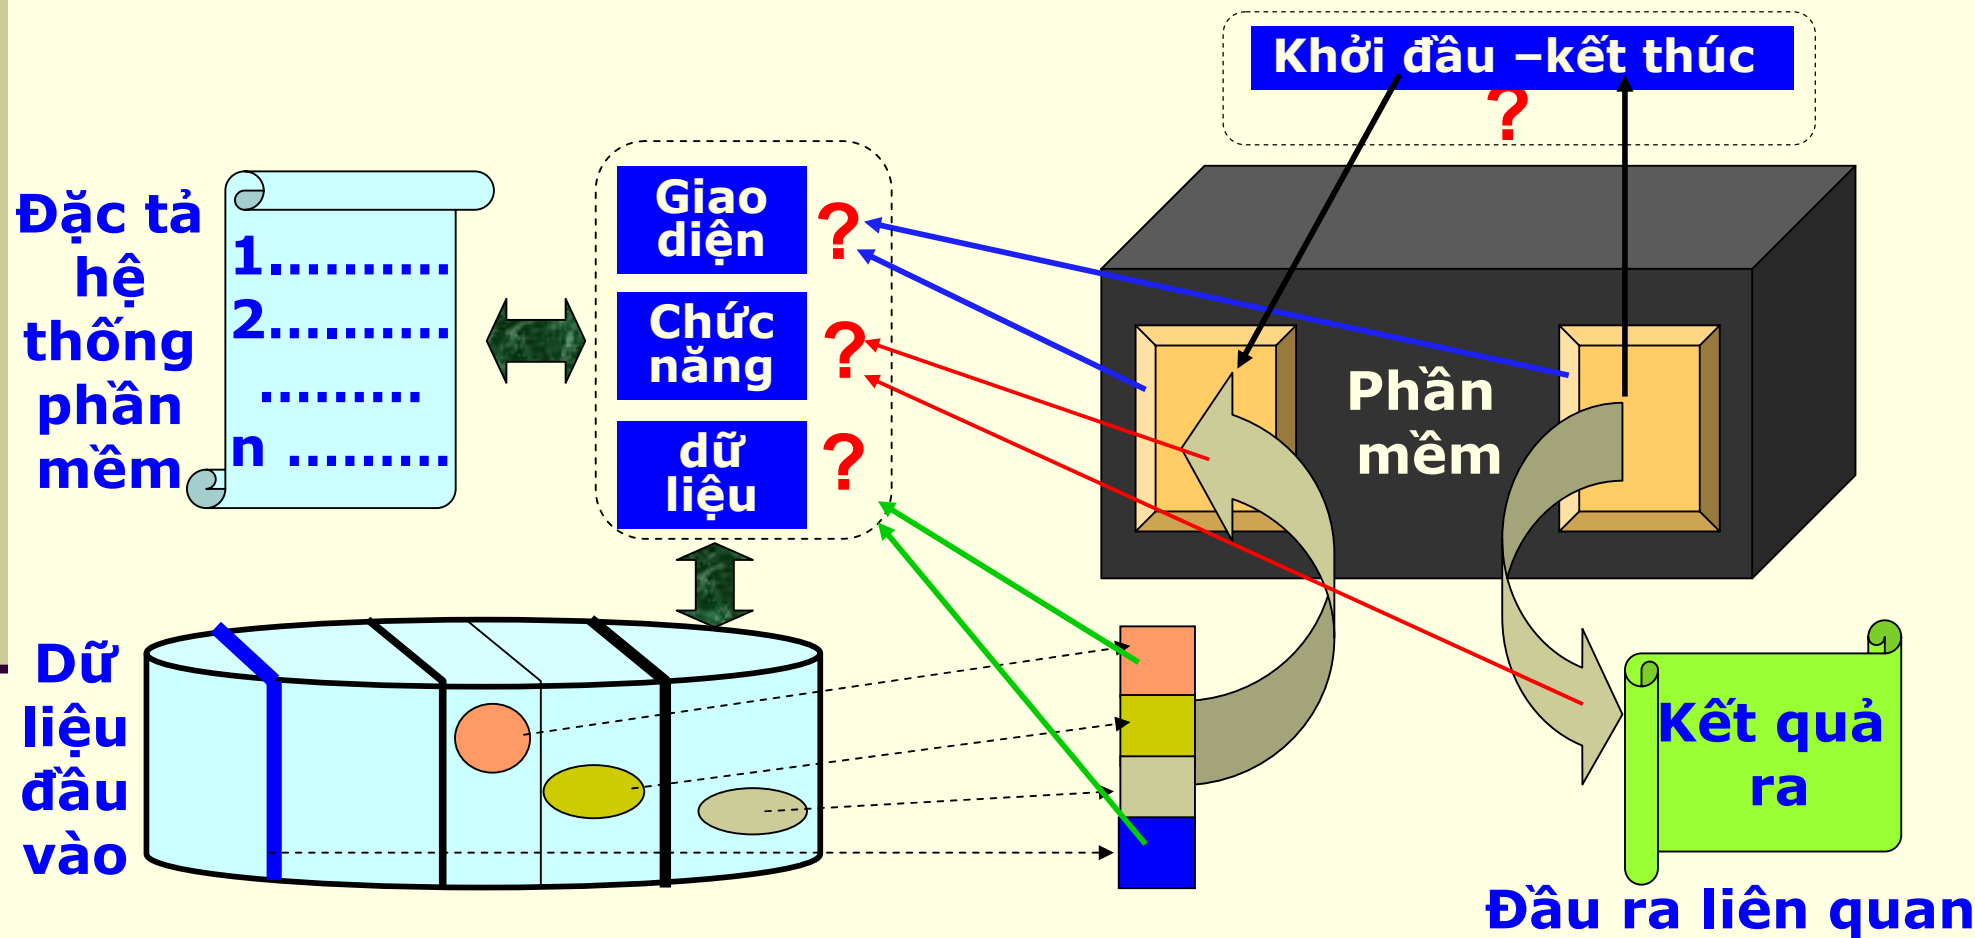 Khởi đầu –kết thúc
?
Đặc tả
hệ
thống
phần
mềm
1..........
2..........
.........
n .........
Giao
diện
?
Chức
năng
?
dữ
liệu
?
Phần
mềm
Dữ
liệu
đầu
vào
Kết quả
ra
Đầu ra liên quan